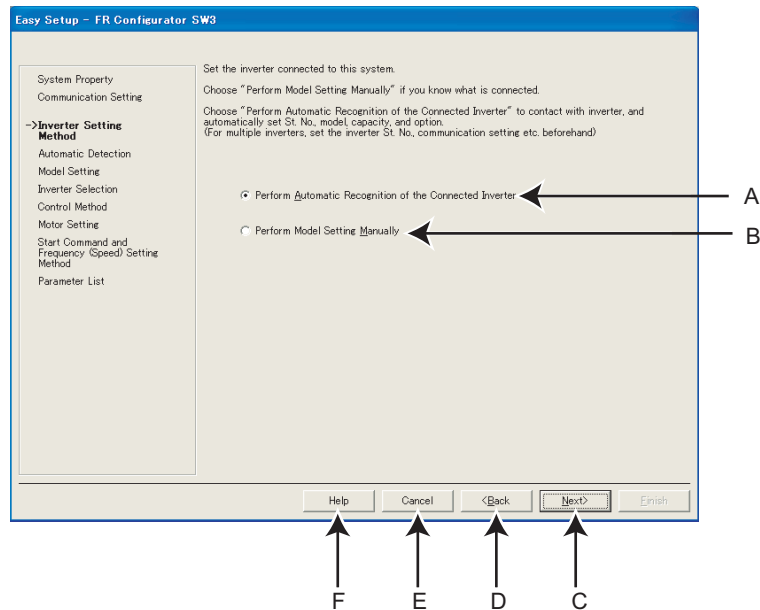 Easy Setup - FR Configurator SW3
System Property
Communication Setting
->Inverter Setting
Method
Automatic Detection
Model Setting
Inverter Selection
Control Method
Motor Setting
Start Command and
Frequency (Speed) Setting
Method
Parameter List
Set the inverter connected to this system.
Choose "Perform Model Setting Manually" if you know what is connected.
Choose "Perform Automatic Recognition of the Connected Inverter" to contact with inverter, and
automatically set St. No., model, capacity, and option.
(For multiple inverters, set the inverter St. No., communication setting etc. beforehand)
Perform Automatic Recognition of the Connected Inverter
A
Perform Model Setting Manually
B
Help
Cancel
<Back
Next>
Finish
F
E
D
C